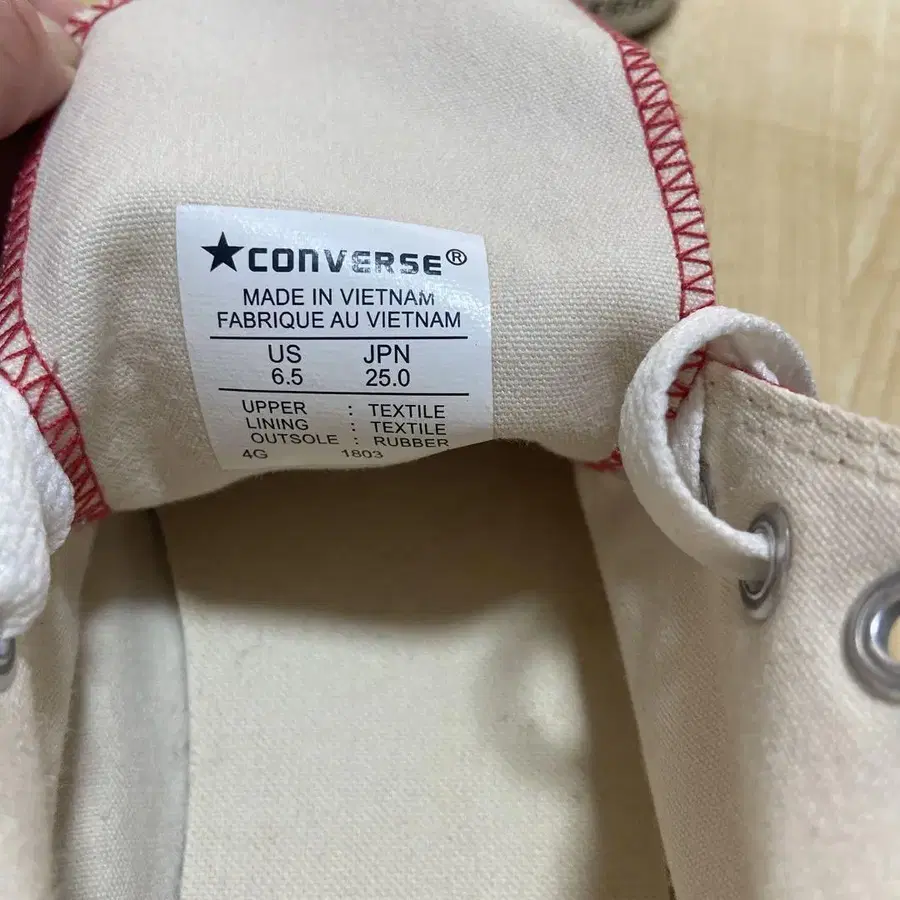 ★CONVERSE®
MADE IN VIETNAM
FABRIQUE AU VIETNAM
US JPN
6.5 25.0
UPPER : TEXTILE
LINING : TEXTILE
OUTSOLE : RUBBER
4G 1803